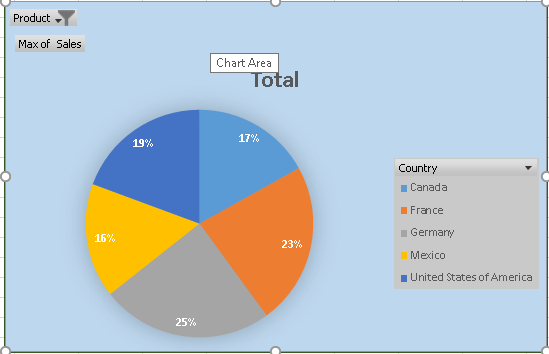 Product
Max of Sales
Chart Area
Total
17%
19%
23%
16%
25%
Country
Canada
France
Germany
Mexico
United States of America